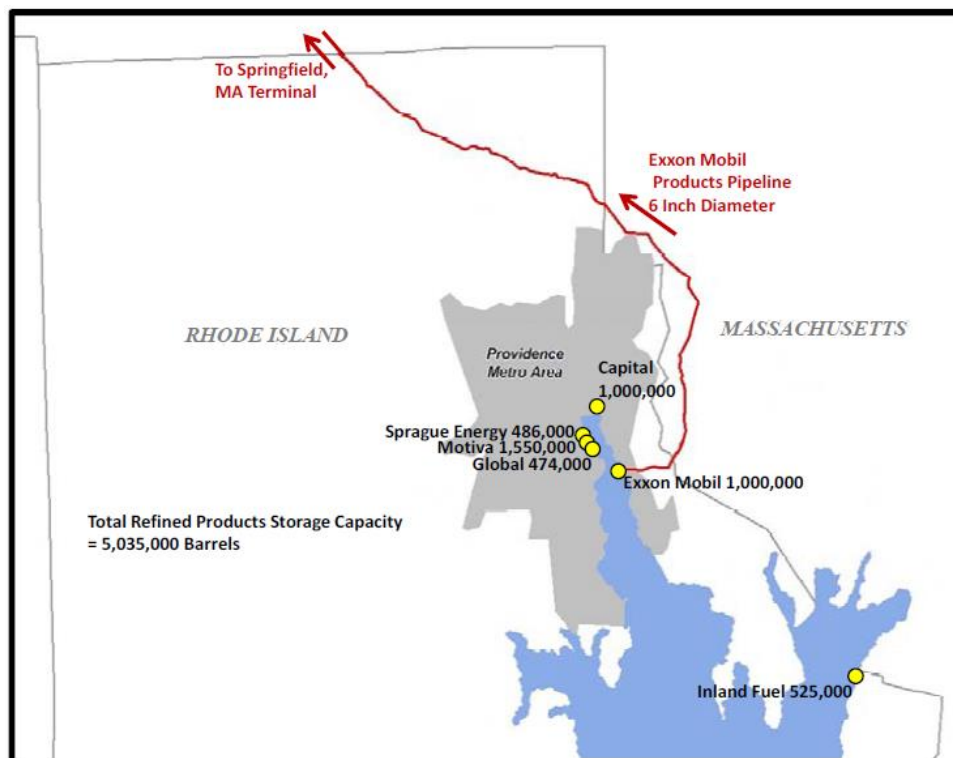 To Springfield,
MA Terminal
Exxon Mobil
Products Pipeline
6 Inch Diameter
RHODE ISLAND
MASSACHUSETTS
Providence
Metro Area
Capital
1,000,000
Sprague Energy 486,000
Motiva 1,550,000
Global 474,000
Exxon Mobil 1,000,000
Total Refined Products Storage Capacity
= 5,035,000 Barrels
Inland Fuel 525,000